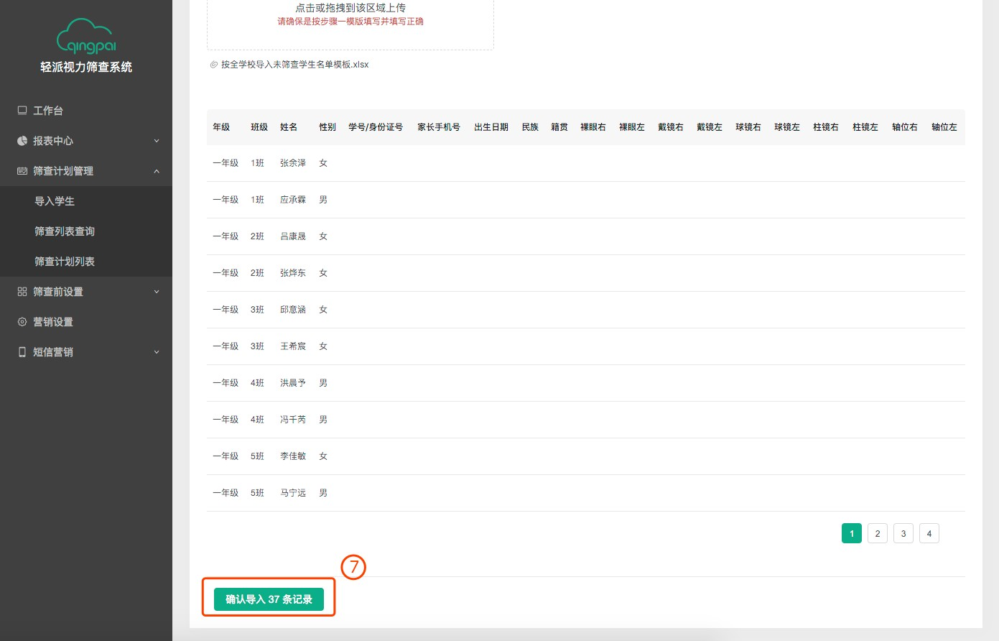 qingpai
轻派视力筛查系统
工作台
报表中心
筛查计划管理
导入学生
筛查列表查询
筛查计划列表
筛查前设置
营销设置
短信营销
点击或拖拽到该区域上传
请确保是按步骤一模版填写并填写正确
按全学校导入未筛查学生名单模板.xlsx
年级 班级 姓名 性别 学号/身份证号 家长手机号 出生日期 民族 籍贯 裸眼右 裸眼左 戴镜右 戴镜左 球镜右 球镜左 柱镜右 柱镜左 轴位右 轴位左
一年级 1班 张余泽 女
一年级 1班 应承霖 男
一年级 2班 吕康晟 女
一年级 2班 张烨东 女
一年级 3班 邱意涵 女
一年级 3班 王希宸 女
一年级 4班 洪晨予 男
一年级 4班 冯千芮 男
一年级 5班 李佳敏 女
一年级 5班 马宁远 男
1 2 3 4
7
确认导入 37 条记录